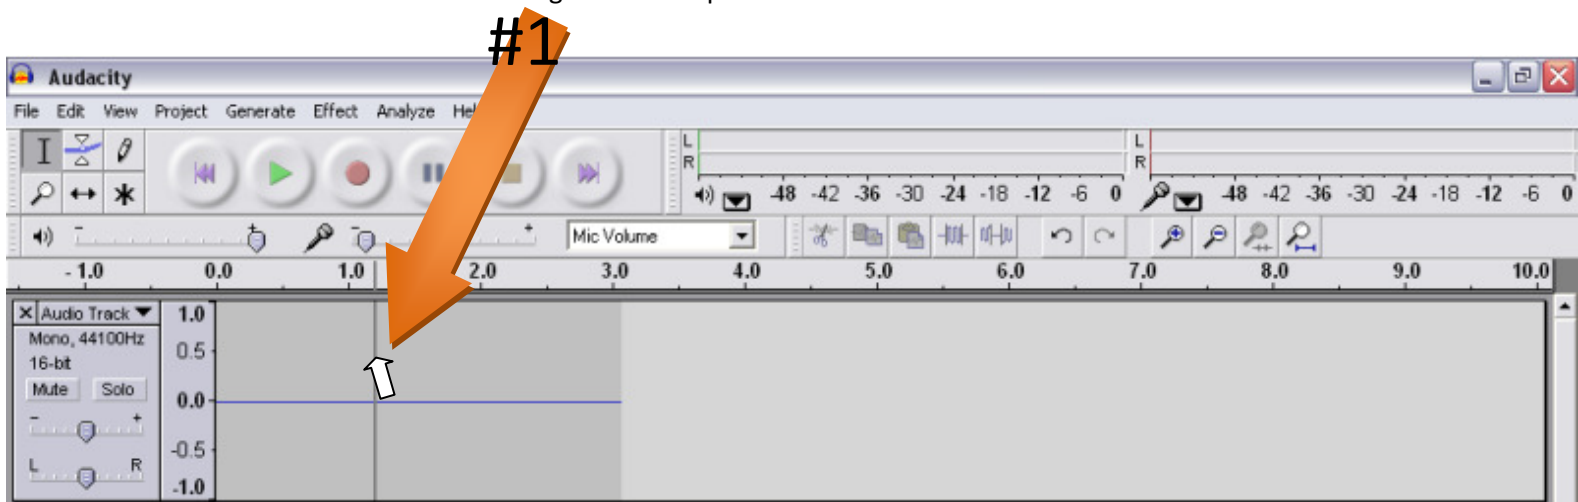 #1
Audacity
File Edit View Project Generate Effect Analyze
L
R
-48 -42 -36 -30 -24 -18 -12 -6 0
L
R
-48 -42 -36 -30 -24 -18 -12 -6 0
- + - + Mic Volume
- 1.0 0.0 1.0 2.0 3.0 4.0 5.0 6.0 7.0 8.0 9.0 10.0
X Audio Track
Mono, 44100Hz
16-bit
Mute Solo
- +
L R
1.0
0.5
0.0
-0.5
-1.0